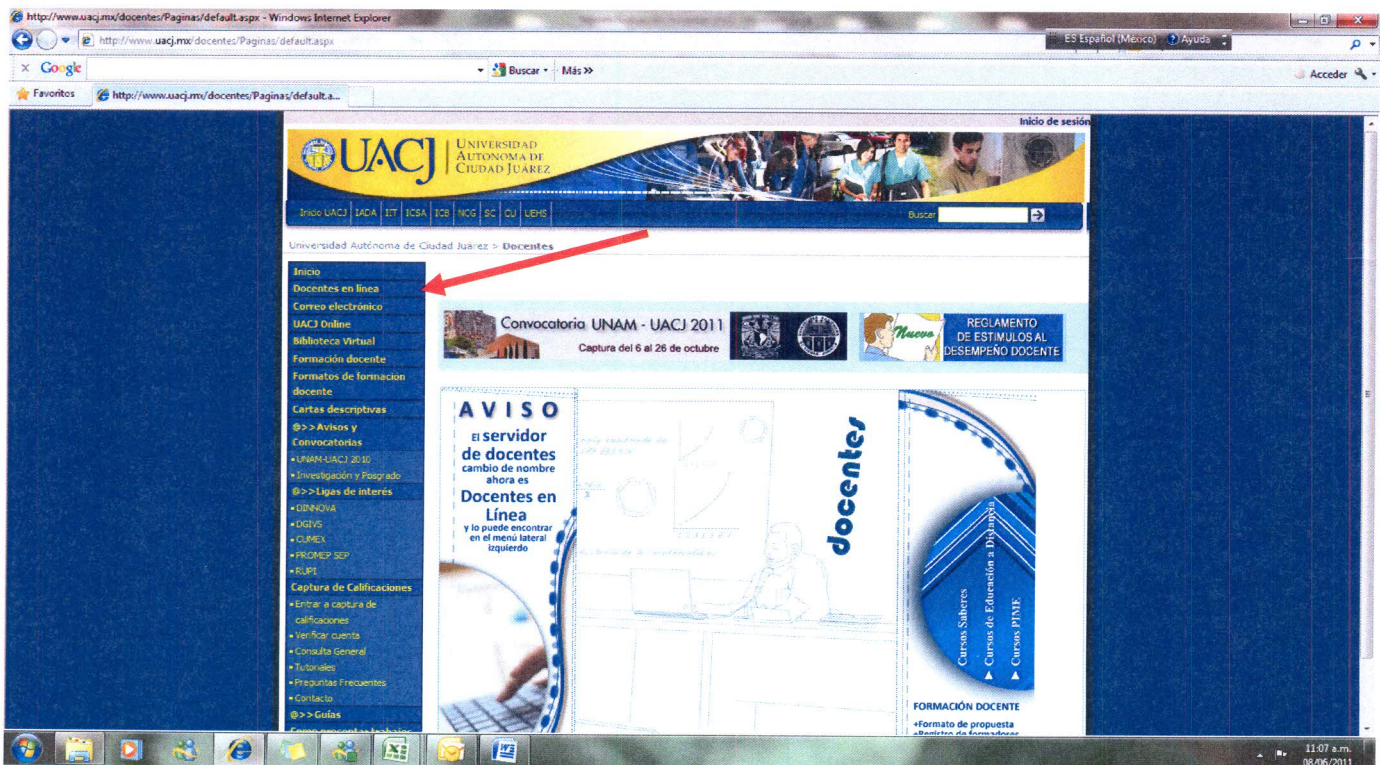 http://www.uacj.mx/docentes/Paginas/default.aspx - Windows Internet Explorer
http://www.uacj.mx/docentes/Paginas/default.aspx
ES Español (México) Ayuda
Google
Buscar
Más >>
Acceder
Favoritos
http://www.uacj.mx/docentes/Paginas/default.a...
Inicio de sesión
UACJ
UNIVERSIDAD
AUTONOMA DE
CIUDAD JUÁREZ
Inicio UACJ IADA IIT ICSA ICB NCG SC CU UEHS
Buscar
Universidad Autónoma de Ciudad Juárez > Docentes
Inicio
Docentes en línea
Correo electrónico
UACJ Online
Biblioteca Virtual
Formación docente
Formatos de formación
docente
Cartas descriptivas
@>>Avisos y
Convocatorias
UNAM-UACJ 2010
Investigación y Posgrado
@>>Ligas de interés
DINNOVA
DGIVS
CUMEX
PROMEP SEP
RUPI
Captura de Calificaciones
Entrar a captura de
calificaciones
Verificar cuenta
Consulta General
Tutoriales
Preguntas Frecuentes
Contacto
@>>Guías
Como presentar trabajos
Convocatoria UNAM - UACJ 2011
Captura del 6 al 26 de octubre
Nuevo
REGLAMENTO
DE ESTIMULOS AL
DESEMPEÑO DOCENTE
AVISO
El servidor
de docentes
cambio de nombre
ahora es
Docentes en
Línea
y lo puede encontrar
en el menú lateral
izquierdo
docentes
Cursos Saberes
Cursos de Educación a Distancia
Cursos PIME
FORMACIÓN DOCENTE
+Formato de propuesta
+Registro de formadores
11:07 a.m.
08/06/2011